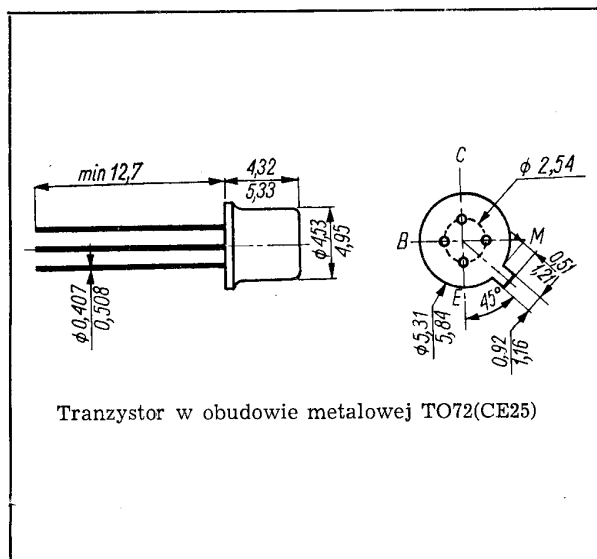 min 12,7
4,32
5,33
ϕ 4,53
4,95
ϕ 0,407
0,508
C
ϕ 2,54
B
M
E
45°
0,51
1,21
0,92
1,16
ϕ 5,31
5,84
Tranzystor w obudowie metalowej TO72(CE25)